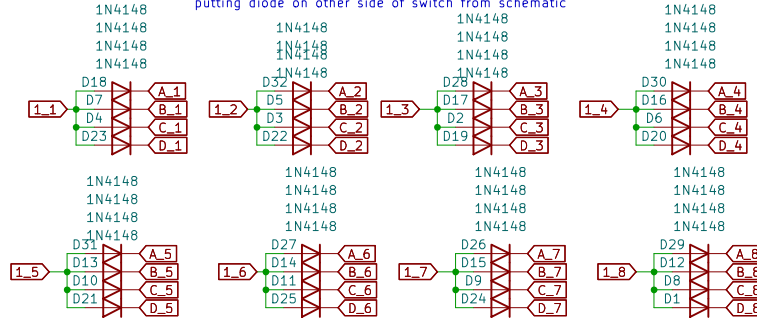 putting diode on other side of switch from schematic
1N4148
1N4148
1N4148
1N4148
D18
D7
D4
D23
1_1
A_1
B_1
C_1
D_1
1N4148
1N4148
1N4148
1N4148
D32
D5
D3
D22
1_2
A_2
B_2
C_2
D_2
1N4148
1N4148
1N4148
1N4148
D28
D17
D2
D19
1_3
A_3
B_3
C_3
D_3
1N4148
1N4148
1N4148
1N4148
D30
D16
D6
D20
1_4
A_4
B_4
C_4
D_4
1N4148
1N4148
1N4148
1N4148
D31
D13
D10
D21
1_5
A_5
B_5
C_5
D_5
1N4148
1N4148
1N4148
1N4148
D27
D14
D11
D25
1_6
A_6
B_6
C_6
D_6
1N4148
1N4148
1N4148
1N4148
D26
D15
D9
D24
1_7
A_7
B_7
C_7
D_7
1N4148
1N4148
1N4148
1N4148
D29
D12
D8
D1
1_8
A_8
B_8
C_8
D_8